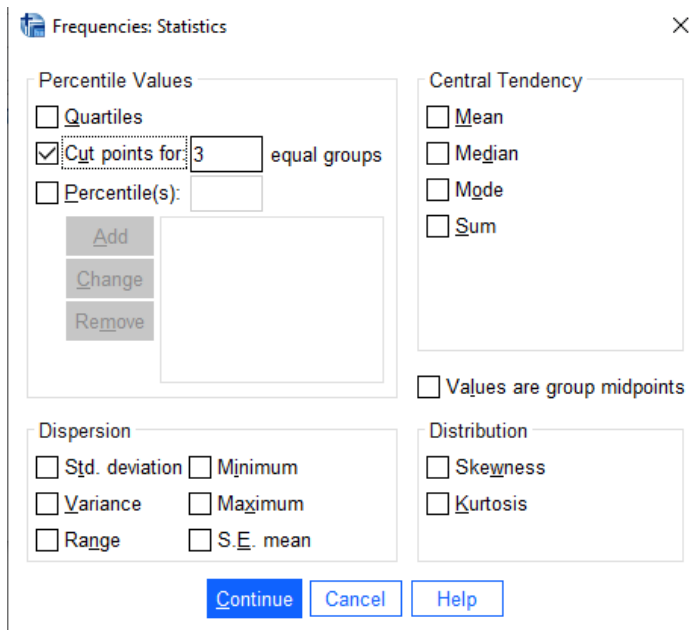 Frequencies: Statistics
Percentile Values
Quartiles
Cut points for: 3 equal groups
Percentile(s):
Add
Change
Remove
Central Tendency
Mean
Median
Mode
Sum
Values are group midpoints
Dispersion
Std. deviation Minimum
Variance Maximum
Range S.E. mean
Distribution
Skewness
Kurtosis
Continue Cancel Help